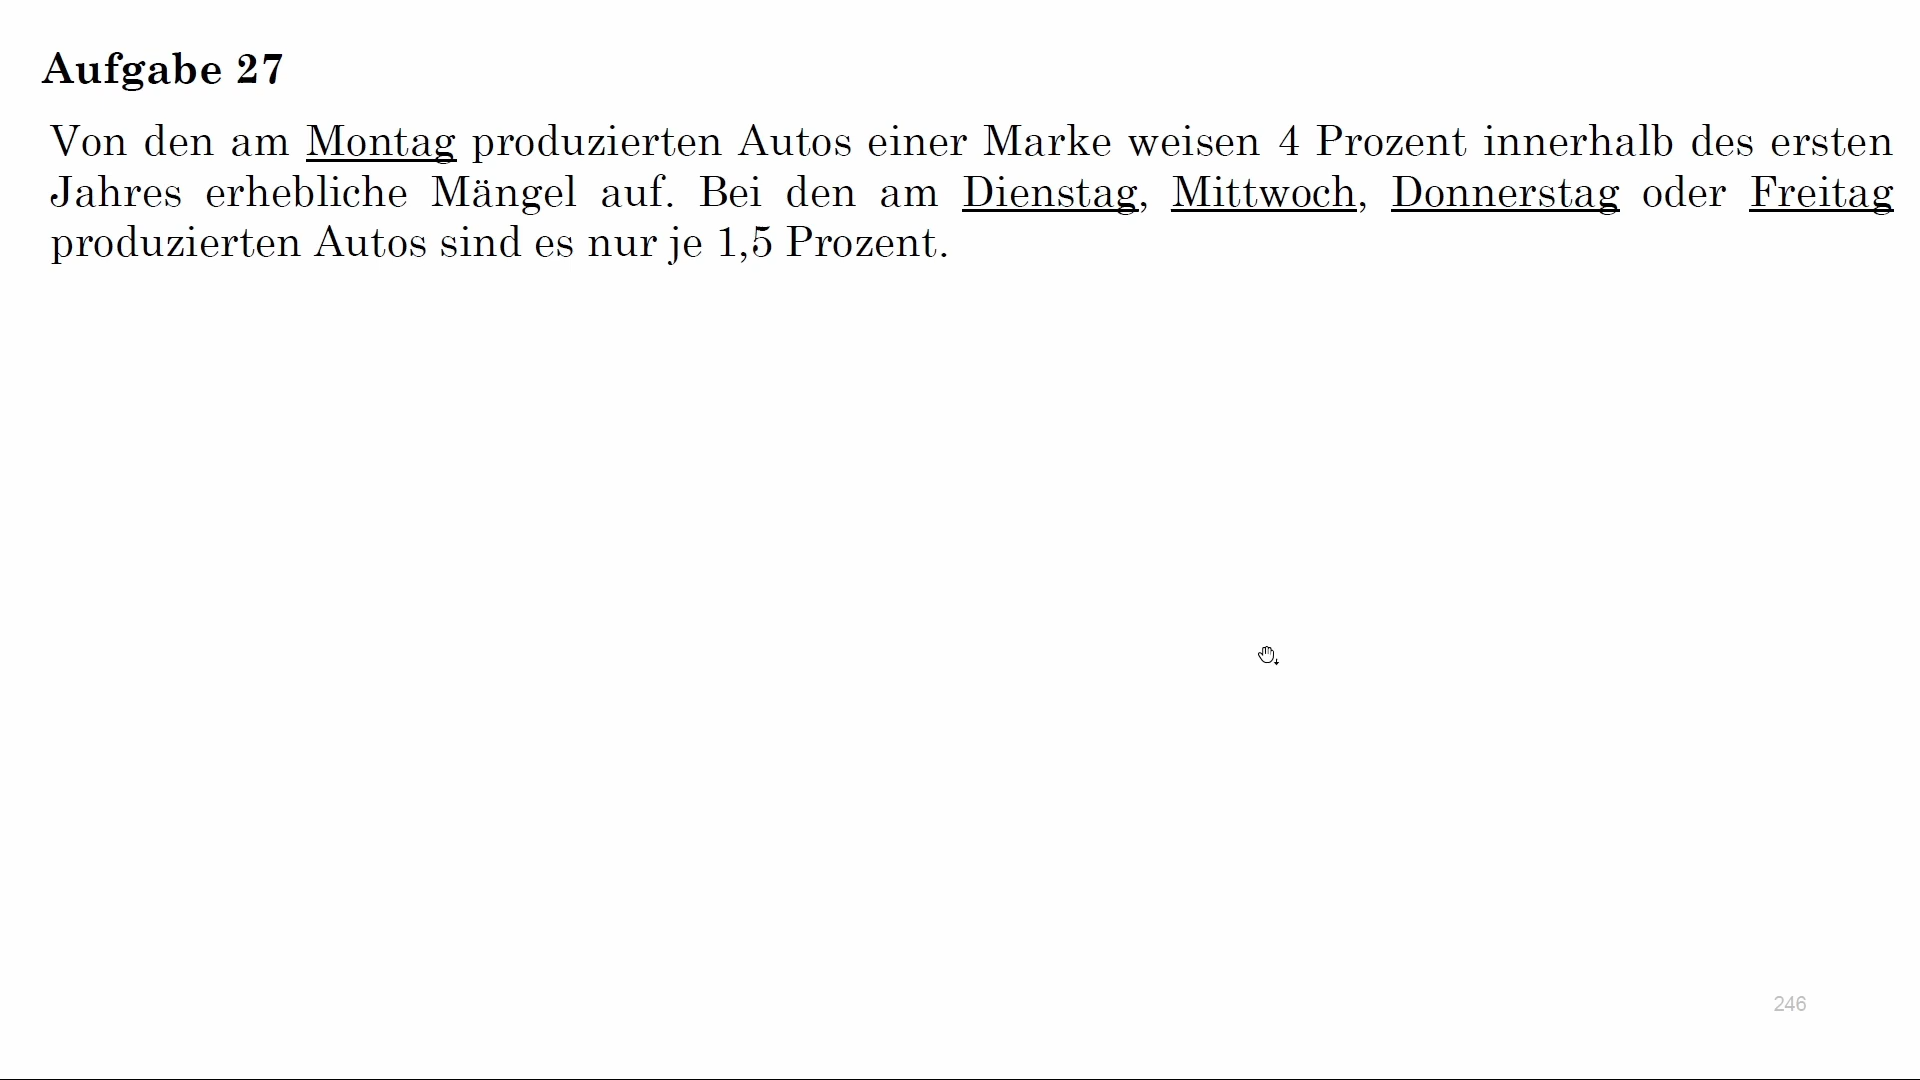 Aufgabe 27
Von den am Montag produzierten Autos einer Marke weisen 4 Prozent innerhalb des ersten
Jahres erhebliche Mängel auf. Bei den am Dienstag, Mittwoch, Donnerstag oder Freitag
produzierten Autos sind es nur je 1,5 Prozent.
246